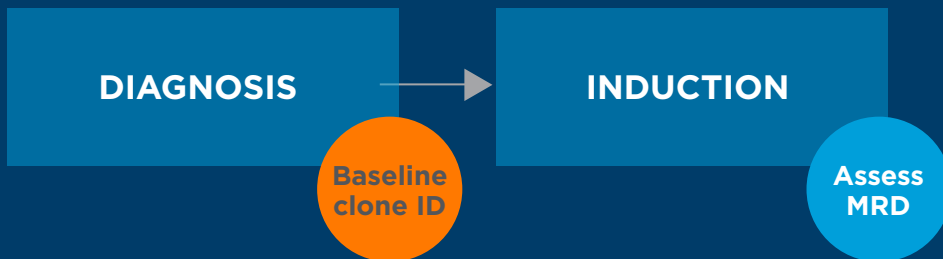 DIAGNOSIS
INDUCTION
Baseline
clone ID
Assess
MRD